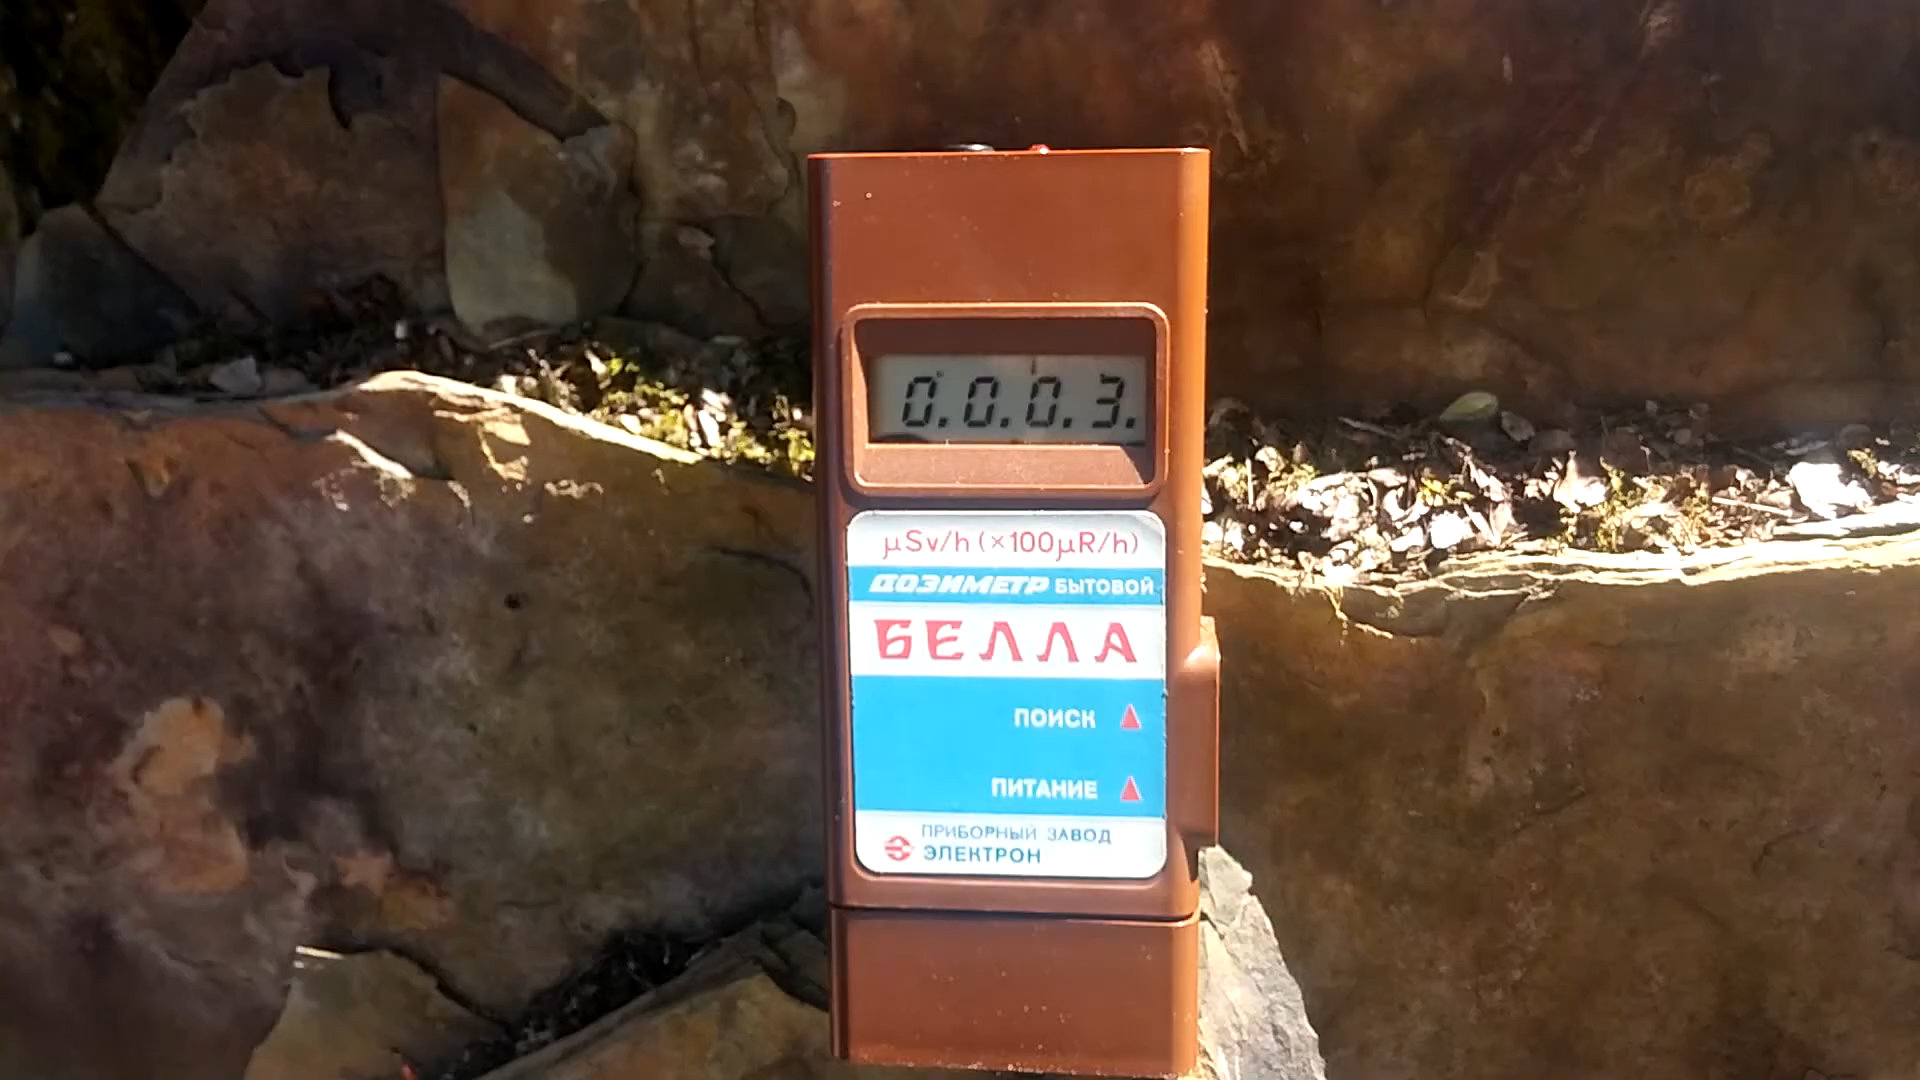 0.0.0.3.
µSv/h (×100µR/h)
ДОЗИМЕТР БЫТОВОЙ
БЕЛЛА
ПОИСК
ПИТАНИЕ
ПРИБОРНЫЙ ЗАВОД
ЭЛЕКТРОН